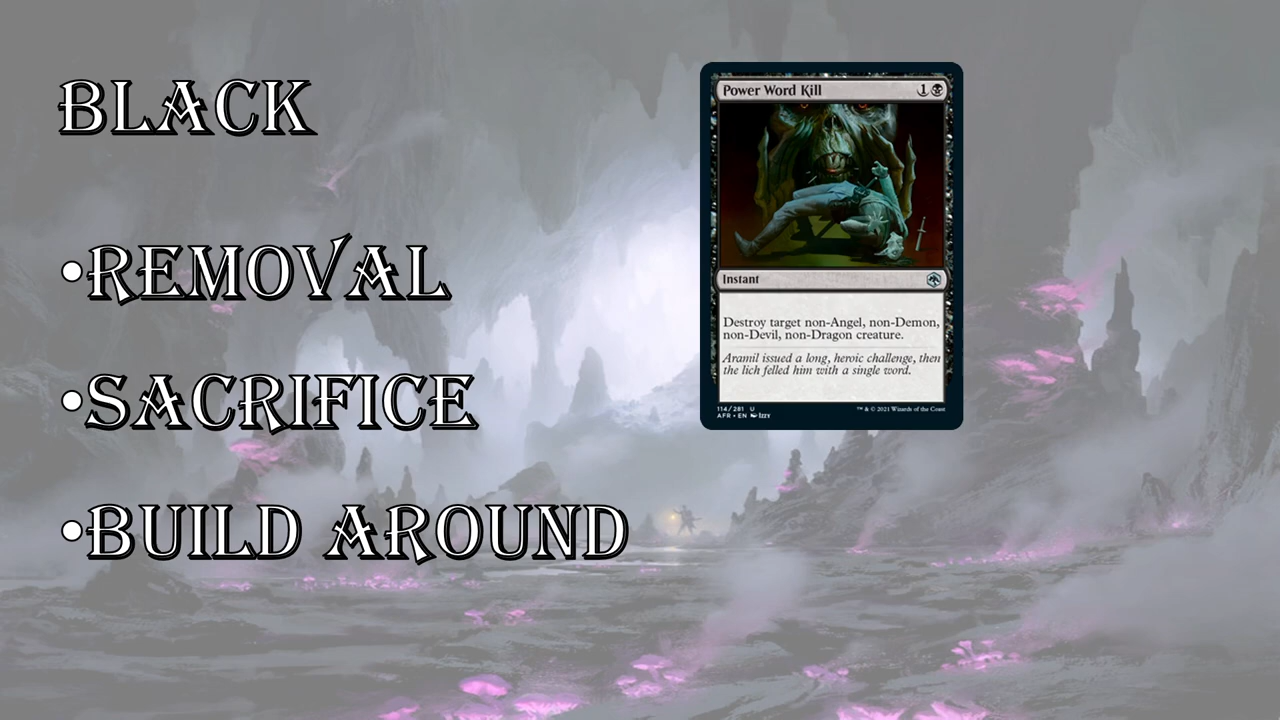 BLACK
•REMOVAL
•SACRIFICE
•BUILD AROUND
Power Word Kill 1
Instant
Destroy target non-Angel, non-Demon,
non-Devil, non-Dragon creature.
Aramil issued a long, heroic challenge, then
the lich felled him with a single word.
114/281 U
AFR • EN Izzy
™ & © 2021 Wizards of the Coast